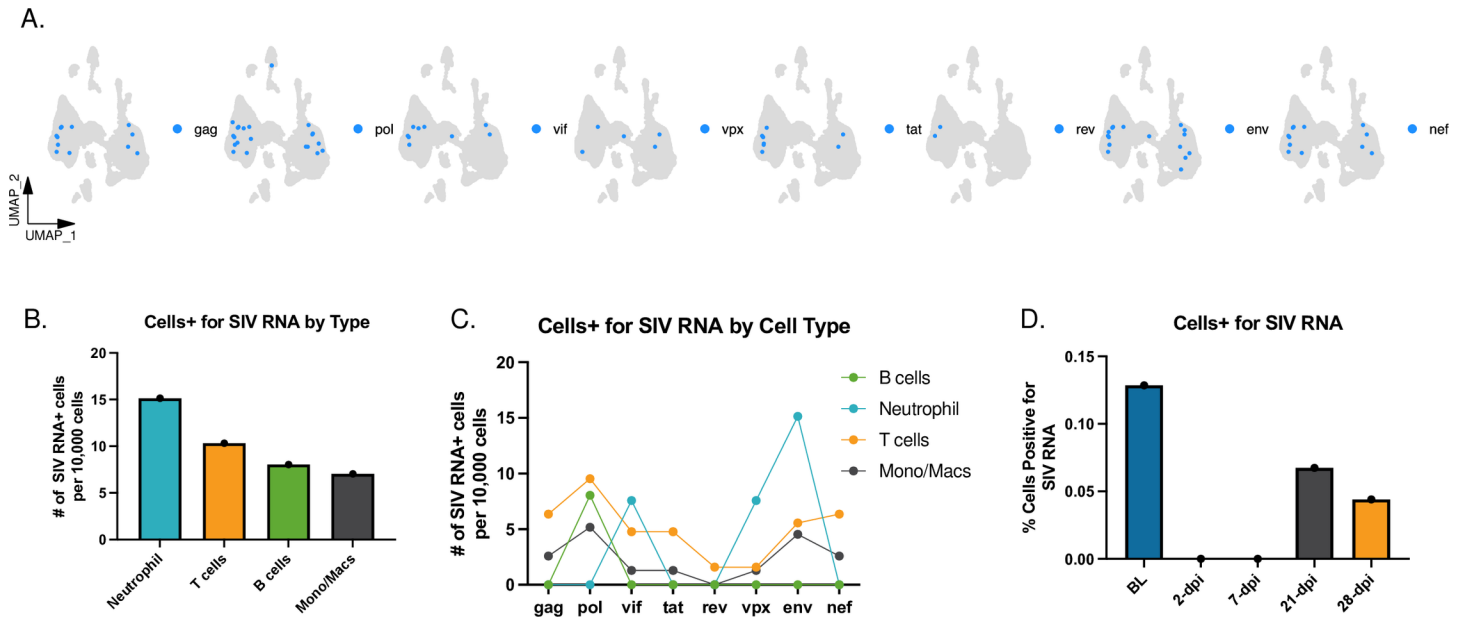 A.
gag
pol
vif
vpx
tat
rev
env
nef
UMAP_2
UMAP_1
B.
Cells+ for SIV RNA by Type
# of SIV RNA+ cells
per 10,000 cells
20
15
10
5
0
Neutrophil
T cells
B cells
Mono/Macs
C.
Cells+ for SIV RNA by Cell Type
# of SIV RNA+ cells
per 10,000 cells
20
15
10
5
0
gag pol vif tat rev vpx env nef
B cells
Neutrophil
T cells
Mono/Macs
D.
Cells+ for SIV RNA
% Cells Positive for
SIV RNA
0.15
0.10
0.05
0.00
BL
2-dpi
7-dpi
21-dpi
28-dpi